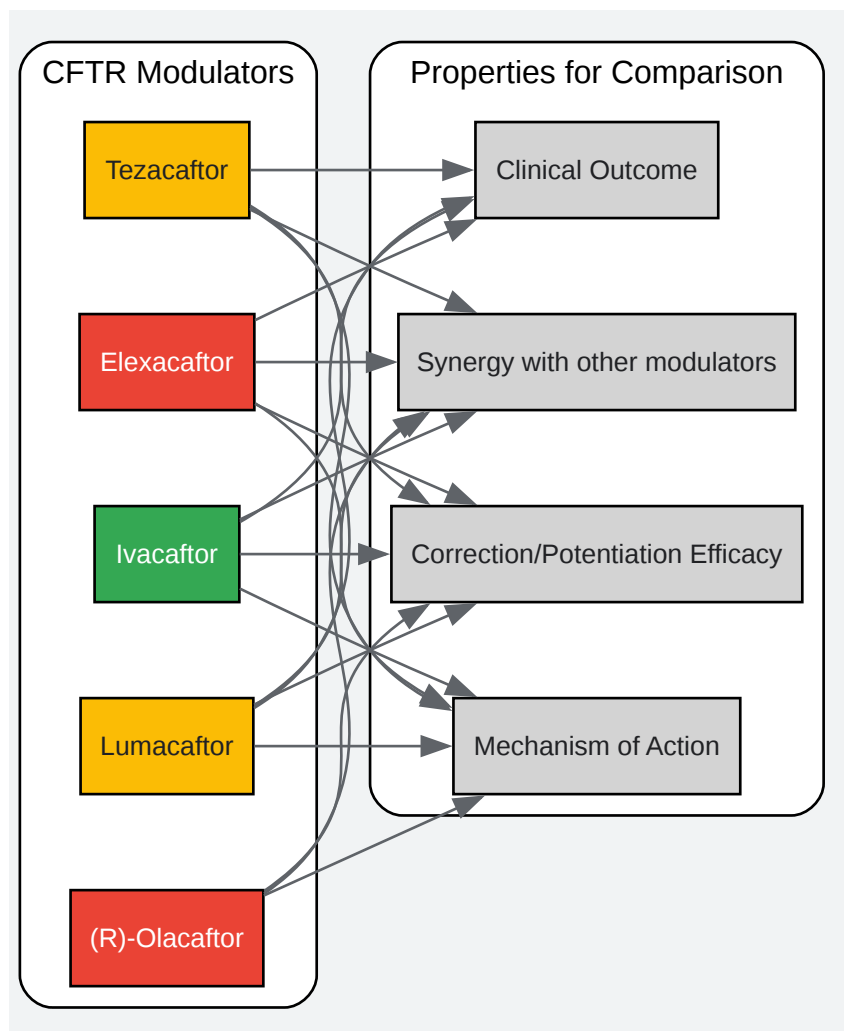 CFTR Modulators
Tezacaftor
Elexacaftor
Ivacaftor
Lumacaftor
(R)-Olacaftor
Properties for Comparison
Clinical Outcome
Synergy with other modulators
Correction/Potentiation Efficacy
Mechanism of Action